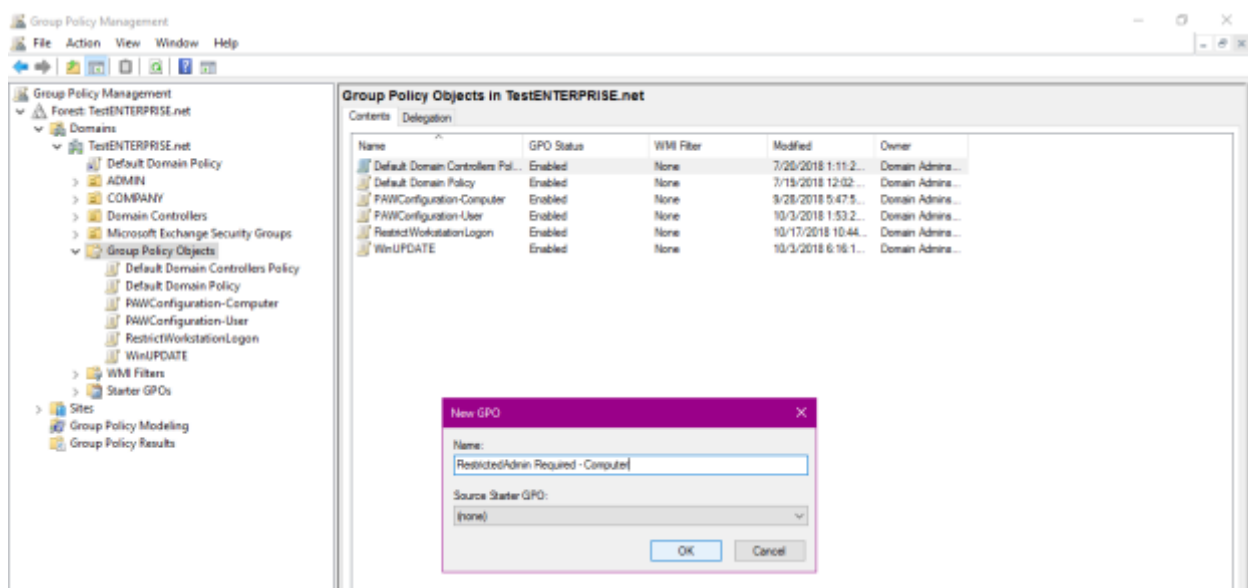 Group Policy Management
File Action View Window Help
Group Policy Management
Forest: TestENTERPRISE.net
Domains
TestENTERPRISE.net
Default Domain Policy
ADMIN
COMPANY
Domain Controllers
Microsoft Exchange Security Groups
Group Policy Objects
Default Domain Controllers Policy
Default Domain Policy
PAWConfiguration-Computer
PAWConfiguration-User
RestrictWorkstationLogon
WinUPDATE
WMI Filters
Starter GPOs
Sites
Group Policy Modeling
Group Policy Results
Group Policy Objects in TestENTERPRISE.net
Contents Delegation
Name GPO Status WMI Filter Modified Owner
Default Domain Controllers Pol... Enabled None 7/20/2018 1:11:2... Domain Admins ...
Default Domain Policy Enabled None 7/19/2018 12:02:... Domain Admins ...
PAWConfiguration-Computer Enabled None 9/28/2018 5:47:5... Domain Admins ...
PAWConfiguration-User Enabled None 10/3/2018 1:53:2... Domain Admins ...
RestrictWorkstationLogon Enabled None 10/17/2018 10:44... Domain Admins ...
WinUPDATE Enabled None 10/3/2018 6:16:1... Domain Admins ...
New GPO
Name:
RestrictedAdmin Required - Computer
Source Starter GPO:
(none)
OK Cancel